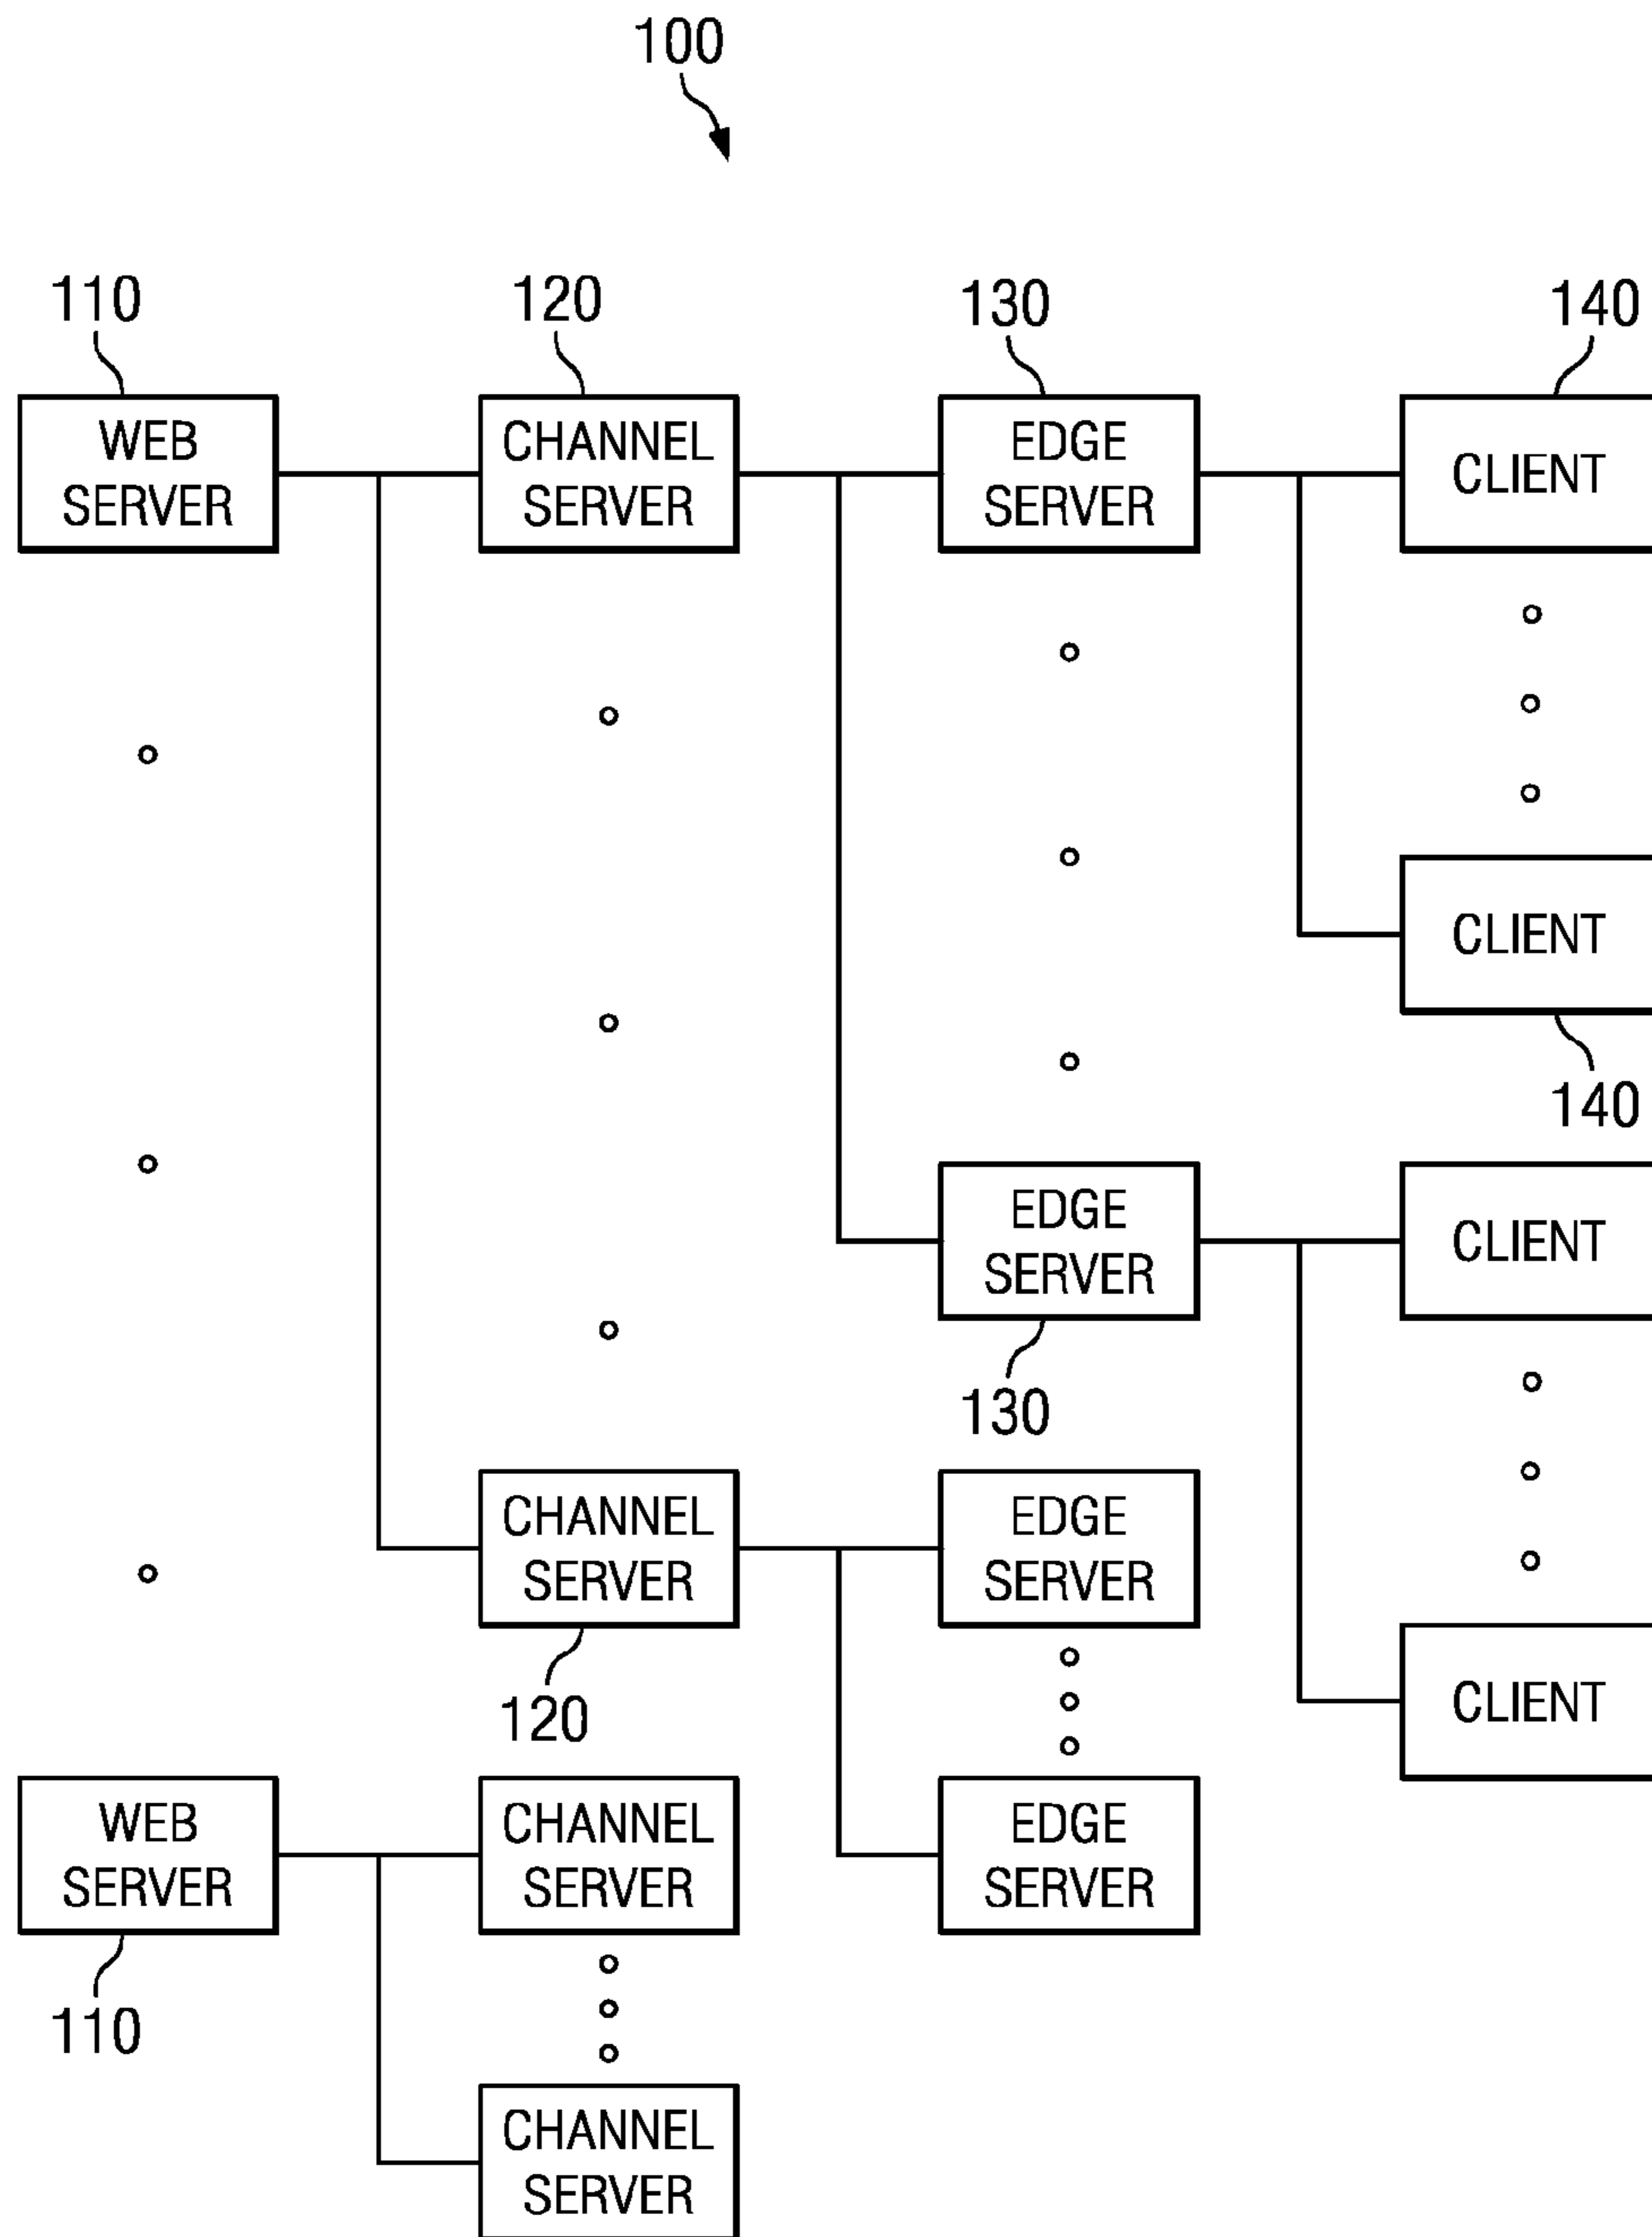 100
110
120
130
140
WEB
SERVER
CHANNEL
SERVER
EDGE
SERVER
CLIENT
CLIENT
140
EDGE
SERVER
CLIENT
130
CHANNEL
SERVER
EDGE
SERVER
120
CLIENT
WEB
SERVER
CHANNEL
SERVER
EDGE
SERVER
110
CHANNEL
SERVER